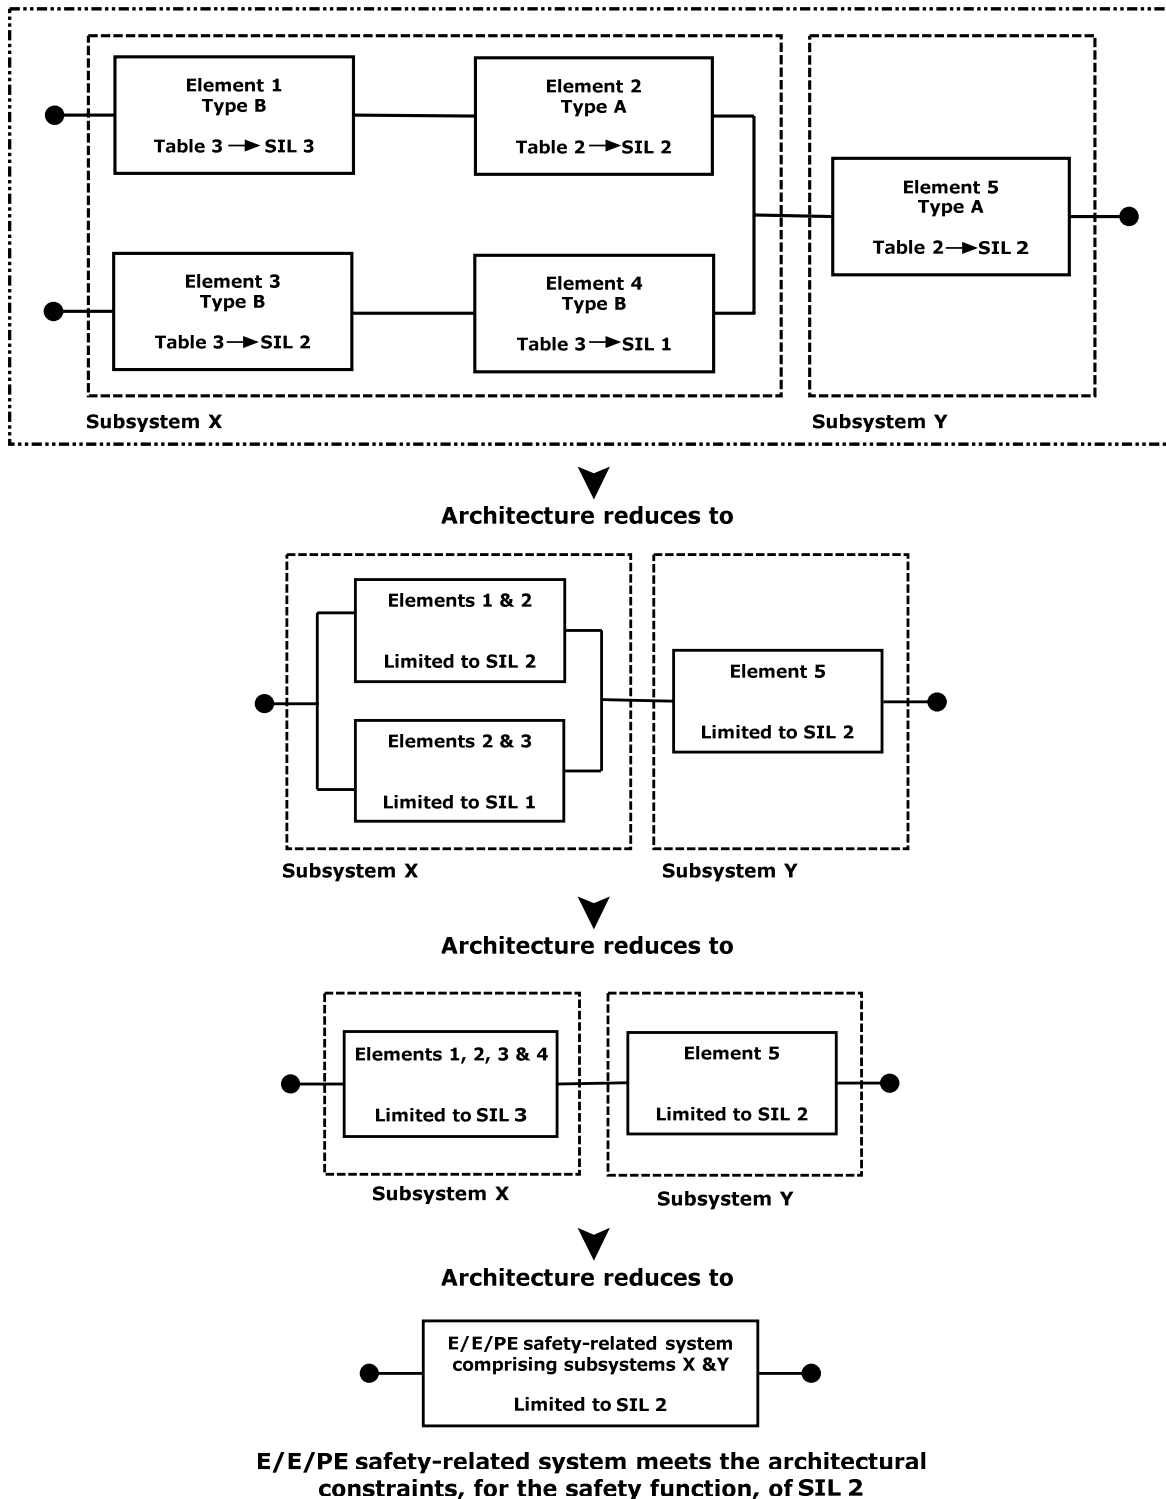 Element 1
Type B
Table 3 → SIL 3
Element 2
Type A
Table 2 → SIL 2
Element 3
Type B
Table 3 → SIL 2
Element 4
Type B
Table 3 → SIL 1
Element 5
Type A
Table 2 → SIL 2
Subsystem X
Subsystem Y
Architecture reduces to
Elements 1 & 2
Limited to SIL 2
Elements 2 & 3
Limited to SIL 1
Element 5
Limited to SIL 2
Subsystem X
Subsystem Y
Architecture reduces to
Elements 1, 2, 3 & 4
Limited to SIL 3
Element 5
Limited to SIL 2
Subsystem X
Subsystem Y
Architecture reduces to
E/E/PE safety-related system
comprising subsystems X &Y
Limited to SIL 2
E/E/PE safety-related system meets the architectural
constraints, for the safety function, of SIL 2